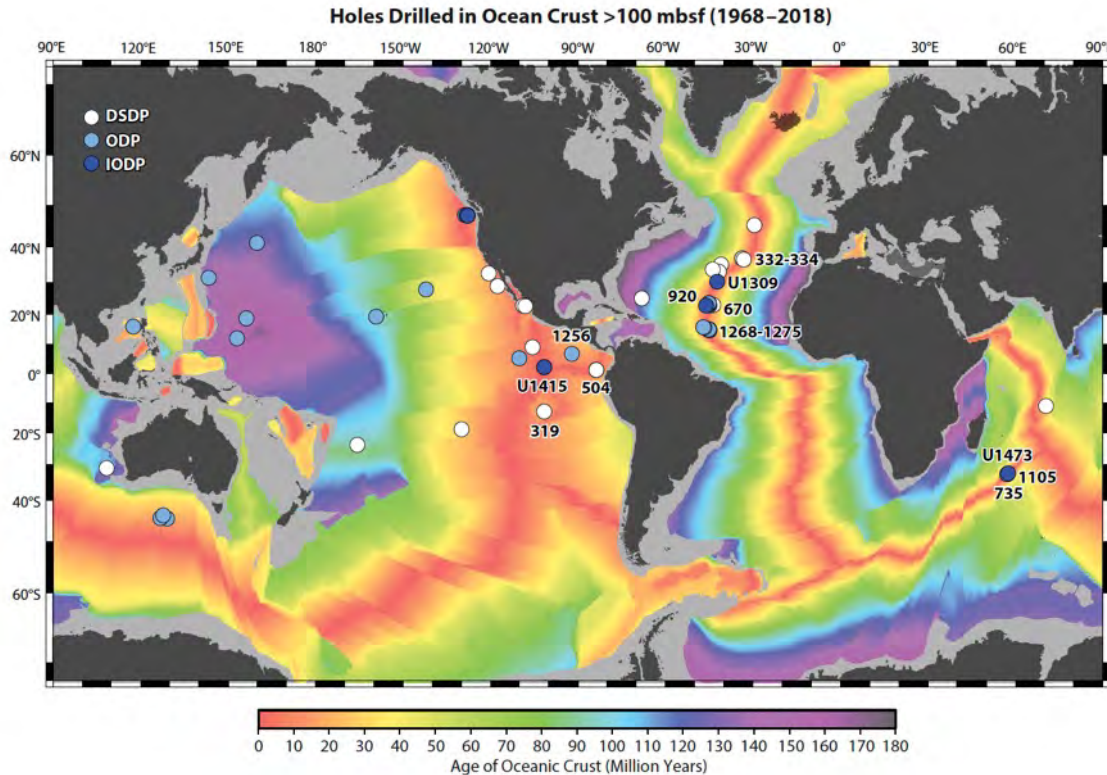 Holes Drilled in Ocean Crust >100 mbsf (1968–2018)
90°E 120°E 150°E 180° 150°W 120°W 90°W 60°W 30°W 0° 30°E 60°E 90°
DSDP
ODP
IODP
60°N
40°N
332-334
U1309
920
670
20°N
1268-1275
1256
0°
U1415
504
319
20°S
U1473
1105
735
40°S
60°S
0 10 20 30 40 50 60 70 80 90 100 110 120 130 140 150 160 170 180
Age of Oceanic Crust (Million Years)